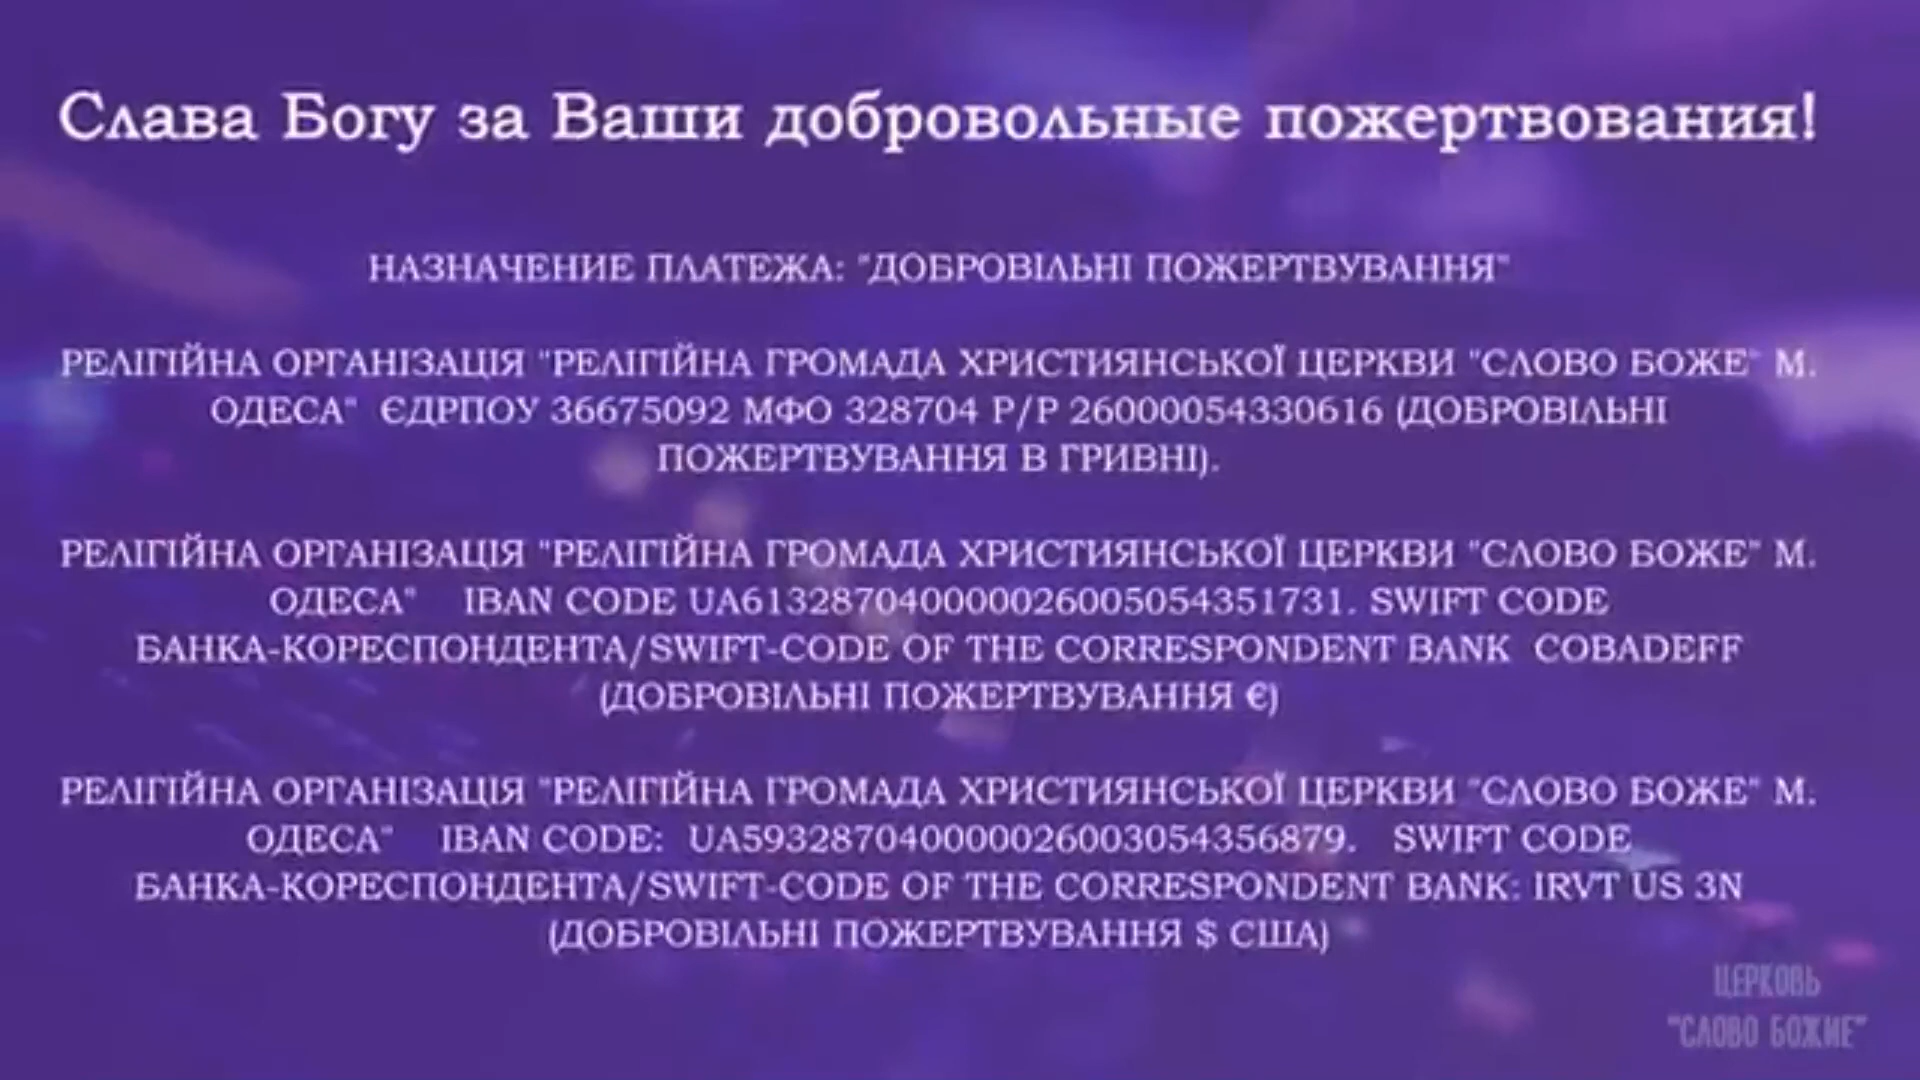 Слава Богу за Ваши добровольные пожертвования!
НАЗНАЧЕНИЕ ПЛАТЕЖА: "ДОБРОВІЛЬНІ ПОЖЕРТВУВАННЯ"
РЕЛІГІЙНА ОРГАНІЗАЦІЯ "РЕЛІГІЙНА ГРОМАДА ХРИСТИЯНСЬКОЇ ЦЕРКВИ "СЛОВО БОЖЕ" М.
ОДЕСА" ЄДРПОУ 36675092 МФО 328704 Р/Р 26000054330616 (ДОБРОВІЛЬНІ
ПОЖЕРТВУВАННЯ В ГРИВНІ).
РЕЛІГІЙНА ОРГАНІЗАЦІЯ "РЕЛІГІЙНА ГРОМАДА ХРИСТИЯНСЬКОЇ ЦЕРКВИ "СЛОВО БОЖЕ" М.
ОДЕСА" IBAN CODE UA613287040000026005054351731. SWIFT CODE
БАНКА-КОРЕСПОНДЕНТА/SWIFT-CODE OF THE CORRESPONDENT BANK COBADEFF
(ДОБРОВІЛЬНІ ПОЖЕРТВУВАННЯ €)
РЕЛІГІЙНА ОРГАНІЗАЦІЯ "РЕЛІГІЙНА ГРОМАДА ХРИСТИЯНСЬКОЇ ЦЕРКВИ "СЛОВО БОЖЕ" М.
ОДЕСА" IBAN CODE: UA593287040000026003054356879. SWIFT CODE
БАНКА-КОРЕСПОНДЕНТА/SWIFT-CODE OF THE CORRESPONDENT BANK: IRVT US 3N
(ДОБРОВІЛЬНІ ПОЖЕРТВУВАННЯ $ США)
ЦЕРКОВЬ
"СЛОВО БОЖИЕ"